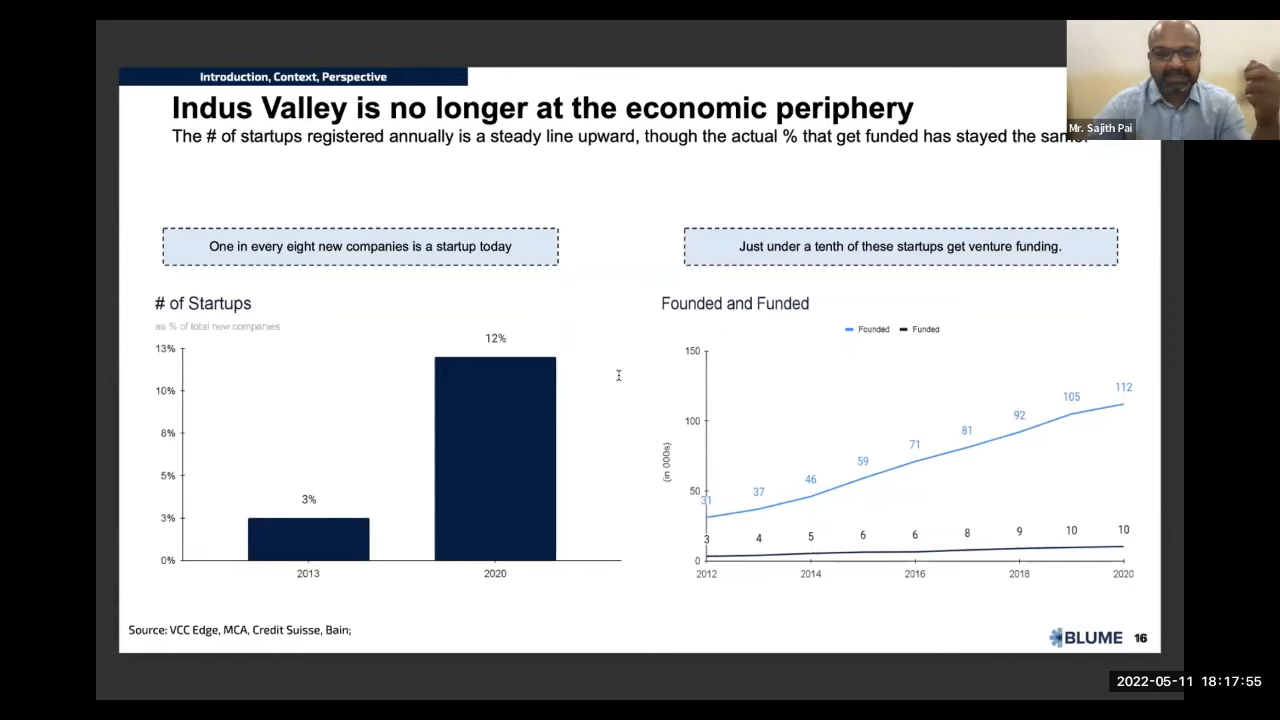 Introduction, Context, Perspective
Indus Valley is no longer at the economic periphery
The # of startups registered annually is a steady line upward, though the actual % that get funded has stayed the same.
Mr. Sajith Pai
One in every eight new companies is a startup today
Just under a tenth of these startups get venture funding.
# of Startups
as % of total new companies
13%
10%
8%
5%
3%
0%
3%
12%
2013
2020
Founded and Funded
Founded Funded
(in 000s)
150
100
50
0
31 37 46 59 71 81 92 105 112
3 4 5 6 6 8 9 10 10
2012 2014 2016 2018 2020
Source: VCC Edge, MCA, Credit Suisse, Bain;
BLUME 16
2022-05-11 18:17:55